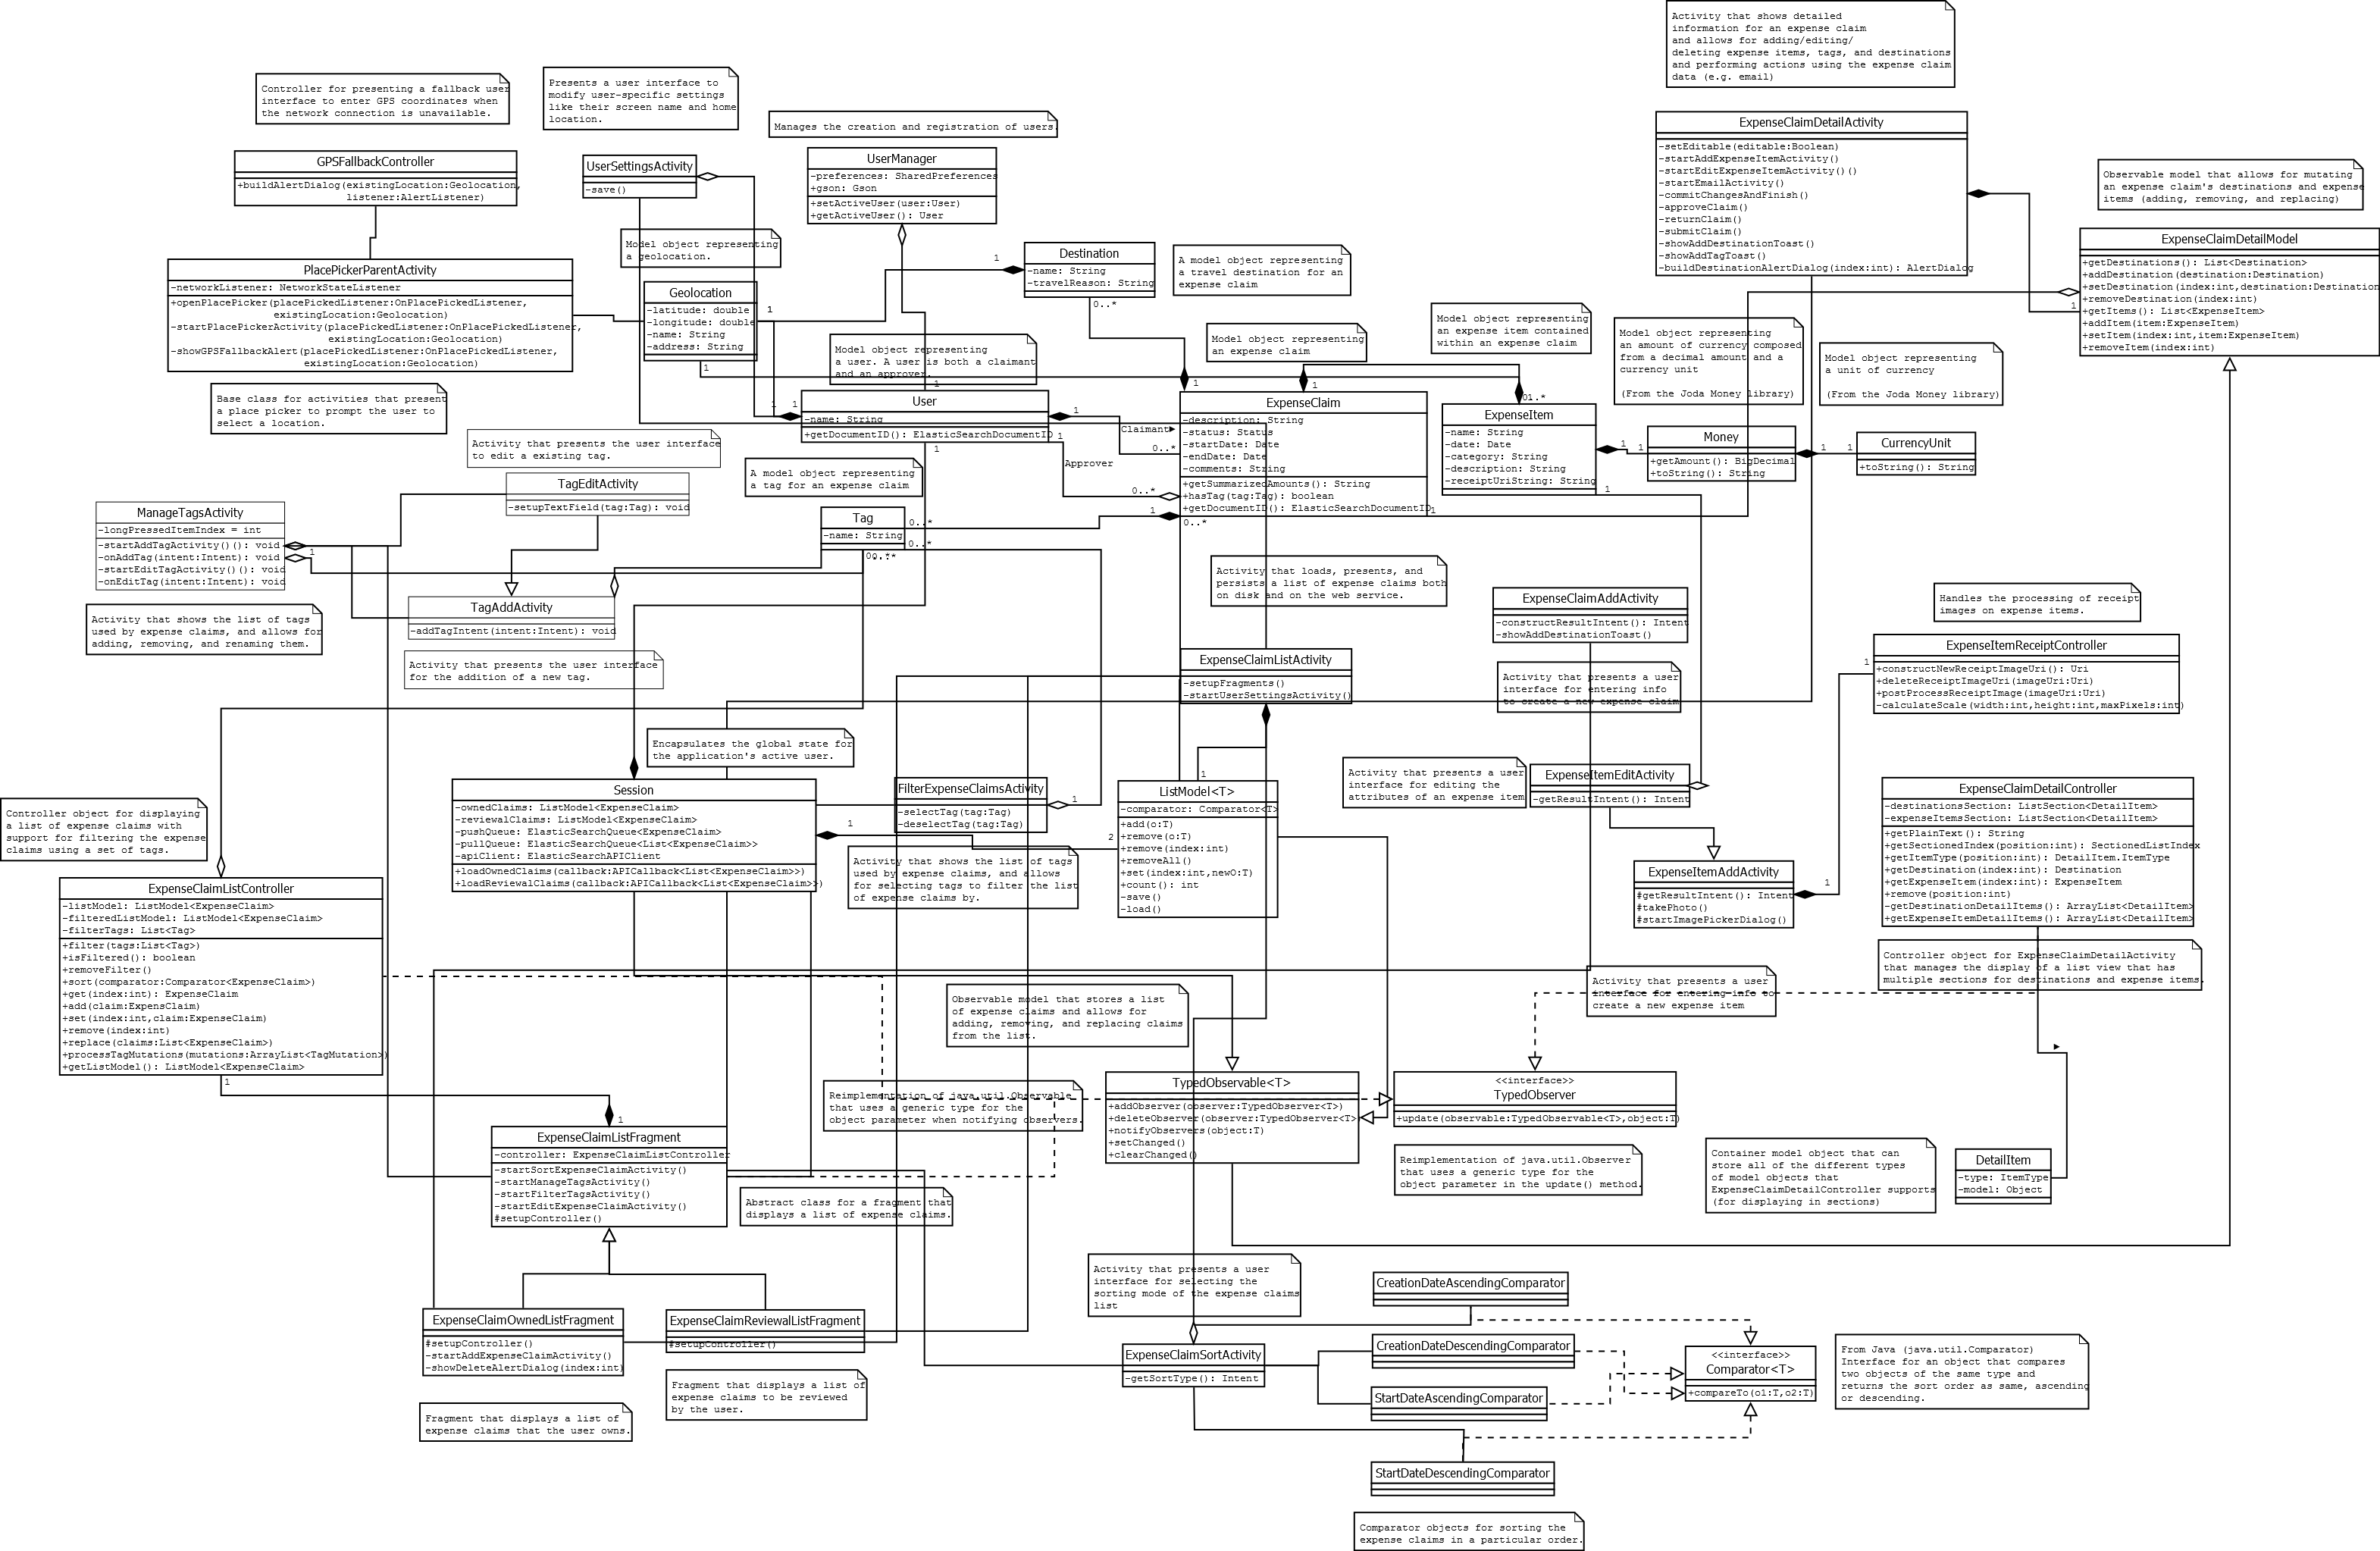 Activity that shows detailed
information for an expense claim
and allows for adding/editing/
deleting expense items, tags, and destinations
and performing actions using the expense claim
data (e.g. email)
Controller for presenting a fallback user
interface to enter GPS coordinates when
the network connection is unavailable.
Presents a user interface to
modify user-specific settings
like their screen name and home
location.
Manages the creation and registration of users.
ExpenseClaimDetailActivity
-setEditable(editable:Boolean)
-startAddExpenseItemActivity()
-startEditExpenseItemActivity()()
-startEmailActivity()
-commitChangesAndFinish()
-approveClaim()
-returnClaim()
-submitClaim()
-showAddDestinationToast()
-showAddTagToast()
-buildDestinationAlertDialog(index:int): AlertDialog
GPSFallbackController
+buildAlertDialog(existingLocation:Geolocation,
listener:AlertListener)
UserSettingsActivity
-save()
UserManager
-preferences: SharedPreferences
+gson: Gson
+setActiveUser(user:User)
+getActiveUser(): User
Observable model that allows for mutating
an expense claim's destinations and expense
items (adding, removing, and replacing)
ExpenseClaimDetailModel
+getDestinations(): List<Destination>
+addDestination(destination:Destination)
+setDestination(index:int,destination:Destination
+removeDestination(index:int)
+getItems(): List<ExpenseItem>
+addItem(item:ExpenseItem)
+setItem(index:int,item:ExpenseItem)
+removeItem(index:int)
1
Model object representing
a geolocation.
Destination
-name: String
-travelReason: String
1
0..*
A model object representing
a travel destination for an
expense claim
PlacePickerParentActivity
-networkListener: NetworkStateListener
+openPlacePicker(placePickedListener:OnPlacePickedListener,
existingLocation:Geolocation)
-startPlacePickerActivity(placePickedListener:OnPlacePickedListener,
existingLocation:Geolocation)
-showGPSFallbackAlert(placePickedListener:OnPlacePickedListener,
existingLocation:Geolocation)
Geolocation
-latitude: double
-longitude: double
-name: String
-address: String
1
1
Model object representing
a user. A user is both a claimant
and an approver.
Model object representing
an expense claim
Model object representing
an expense item contained
within an expense claim
Model object representing
an amount of currency composed
from a decimal amount and a
currency unit
(From the Joda Money library)
Model object representing
a unit of currency
(From the Joda Money library)
Base class for activities that present
a place picker to prompt the user to
select a location.
1
1
1
1
1
User
-name: String
+getDocumentID(): ElasticSearchDocumentID
1
1
1
Claimant
0..*
Approver
0..*
ExpenseClaim
-description: String
-status: Status
-startDate: Date
-endDate: Date
-comments: String
+getSummarizedAmounts(): String
+hasTag(tag:Tag): boolean
+getDocumentID(): ElasticSearchDocumentID
1
1
0..*
ExpenseItem
-name: String
-date: Date
-category: String
-description: String
-receiptUriString: String
1
1
1
Money
+getAmount(): BigDecimal
+toString(): String
1
1
CurrencyUnit
+toString(): String
Activity that presents the user interface
to edit a existing tag.
A model object representing
a tag for an expense claim
TagEditActivity
-setupTextField(tag:Tag): void
ManageTagsActivity
-longPressedItemIndex = int
-startAddTagActivity()(): void
-onAddTag(intent:Intent): void
-startEditTagActivity()(): void
-onEditTag(intent:Intent): void
1
Tag
-name: String
0..*
0..*
TagAddActivity
-addTagIntent(intent:Intent): void
Activity that shows the list of tags
used by expense claims, and allows for
adding, removing, and renaming them.
Activity that presents the user interface
for the addition of a new tag.
Activity that loads, presents, and
persists a list of expense claims both
on disk and on the web service.
ExpenseClaimAddActivity
-constructResultIntent(): Intent
-showAddDestinationToast()
Handles the processing of receipt
images on expense items.
ExpenseItemReceiptController
+constructNewReceiptImageUri(): Uri
+deleteReceiptImageUri(imageUri:Uri)
+postProcessReceiptImage(imageUri:Uri)
-calculateScale(width:int,height:int,maxPixels:int)
1
ExpenseClaimListActivity
-setupFragments()
-startUserSettingsActivity()
Activity that presents a user
interface for entering info
to create a new expense claim
Encapsulates the global state for
the application's active user.
Session
-ownedClaims: ListModel<ExpenseClaim>
-reviewalClaims: ListModel<ExpenseClaim>
-pushQueue: ElasticSearchQueue<ExpenseClaim>
-pullQueue: ElasticSearchQueue<List<ExpenseClaim>>
-apiClient: ElasticSearchAPIClient
+loadOwnedClaims(callback:APICallback<List<ExpenseClaim>>)
+loadReviewalClaims(callback:APICallback<List<ExpenseClaim>>)
1
FilterExpenseClaimsActivity
-selectTag(tag:Tag)
-deselectTag(tag:Tag)
1
Activity that shows the list of tags
used by expense claims, and allows
for selecting tags to filter the list
of expense claims by.
1
2
ListModel<T>
-comparator: Comparator<T>
+add(o:T)
+remove(o:T)
+remove(index:int)
+removeAll()
+set(index:int,newO:T)
+count(): int
-save()
-load()
Activity that presents a user
interface for editing the
attributes of an expense item
ExpenseItemEditActivity
-getResultIntent(): Intent
ExpenseItemAddActivity
#getResultIntent(): Intent
#takePhoto()
#startImagePickerDialog()
1
ExpenseClaimDetailController
-destinationsSection: ListSection<DetailItem>
-expenseItemsSection: ListSection<DetailItem>
+getPlainText(): String
+getSectionedIndex(position:int): SectionedListIndex
+getItemType(position:int): DetailItem.ItemType
+getDestination(index:int): Destination
+getExpenseItem(index:int): ExpenseItem
+remove(position:int)
-getDestinationDetailItems(): ArrayList<DetailItem>
+getExpenseItemDetailItems(): ArrayList<DetailItem>
Controller object for displaying
a list of expense claims with
support for filtering the expense
claims using a set of tags.
ExpenseClaimListController
-listModel: ListModel<ExpenseClaim>
-filteredListModel: ListModel<ExpenseClaim>
-filterTags: List<Tag>
+filter(tags:List<Tag>)
+isFiltered(): boolean
+removeFilter()
+sort(comparator:Comparator<ExpenseClaim>)
+get(index:int): ExpenseClaim
+add(claim:ExpensClaim)
+set(index:int,claim:ExpenseClaim)
+remove(index:int)
+replace(claims:List<ExpenseClaim>)
+processTagMutations(mutations:ArrayList<TagMutation>)
+getListModel(): ListModel<ExpenseClaim>
1
Controller object for ExpenseClaimDetailActivity
that manages the display of a list view that has
multiple sections for destinations and expense items.
Activity that presents a user
interface for entering info to
create a new expense item
Observable model that stores a list
of expense claims and allows for
adding, removing, and replacing claims
from the list.
Reimplementation of java.util.Observable
that uses a generic type for the
object parameter when notifying observers.
TypedObservable<T>
+addObserver(observer:TypedObserver<T>)
+deleteObserver(observer:TypedObserver<T>)
+notifyObservers(object:T)
+setChanged()
+clearChanged()
<<interface>>
TypedObserver
+update(observable:TypedObservable<T>,object:T)
1
ExpenseClaimListFragment
-controller: ExpenseClaimListController
-startSortExpenseClaimActivity()
-startManageTagsActivity()
-startFilterTagsActivity()
-startEditExpenseClaimActivity()
#setupController()
Reimplementation of java.util.Observer
that uses a generic type for the
object parameter in the update() method.
Container model object that can
store all of the different types
of model objects that
ExpenseClaimDetailController supports
(for displaying in sections)
DetailItem
-type: ItemType
-model: Object
Abstract class for a fragment that
displays a list of expense claims.
Activity that presents a user
interface for selecting the
sorting mode of the expense claims
list
CreationDateAscendingComparator
ExpenseClaimOwnedListFragment
#setupController()
-startAddExpenseClaimActivity()
-showDeleteAlertDialog(index:int)
ExpenseClaimReviewalListFragment
#setupController()
ExpenseClaimSortActivity
-getSortType(): Intent
CreationDateDescendingComparator
StartDateAscendingComparator
<<interface>>
Comparator<T>
+compareTo(o1:T,o2:T)
From Java (java.util.Comparator)
Interface for an object that compares
two objects of the same type and
returns the sort order as same, ascending
or descending.
Fragment that displays a list of
expense claims to be reviewed
by the user.
Fragment that displays a list of
expense claims that the user owns.
StartDateDescendingComparator
Comparator objects for sorting the
expense claims in a particular order.